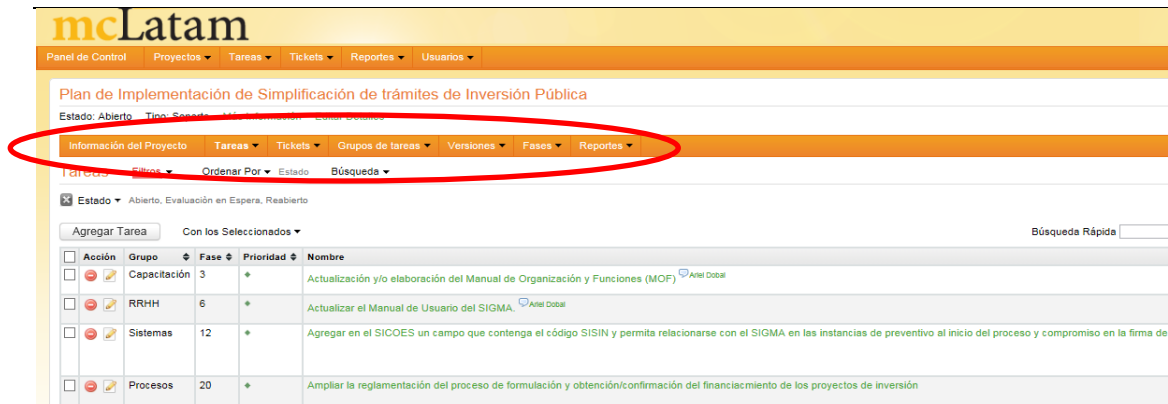 mcLatam
Panel de Control Proyectos Tareas Tickets Reportes Usuarios
Plan de Implementación de Simplificación de trámites de Inversión Pública
Estado: Abierto Tipo: Soporte Más Información Editar Detalles
Información del Proyecto Tareas Tickets Grupos de tareas Versiones Fases Reportes
Tareas Filtros Ordenar Por Estado Búsqueda
Estado Abierto, Evaluación en Espera, Reabierto
Agregar Tarea Con los Seleccionados Búsqueda Rápida
Acción Grupo Fase Prioridad Nombre
Capacitación 3 Actualización y/o elaboración del Manual de Organización y Funciones (MOF) Ariel Dobal
RRHH 6 Actualizar el Manual de Usuario del SIGMA. Ariel Dobal
Sistemas 12 Agregar en el SICOES un campo que contenga el código SISIN y permita relacionarse con el SIGMA en las instancias de preventivo al inicio del proceso y compromiso en la firma de
Procesos 20 Ampliar la reglamentación del proceso de formulación y obtención/confirmación del financiacmiento de los proyectos de inversión